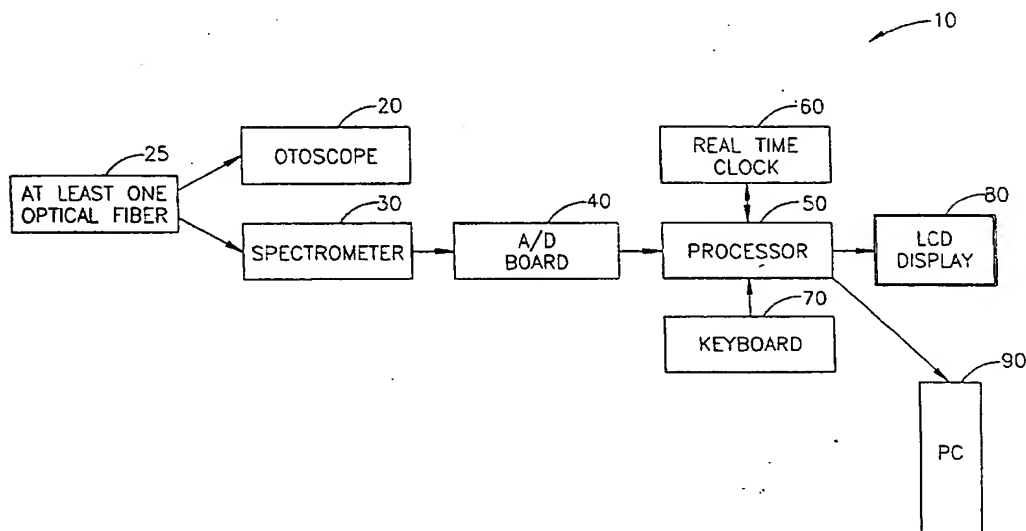 10
20
OTOSCOPE
25
AT LEAST ONE
OPTICAL FIBER
30
SPECTROMETER
40
A/D
BOARD
60
REAL TIME
CLOCK
50
PROCESSOR
80
LCD
DISPLAY
70
KEYBOARD
90
PC